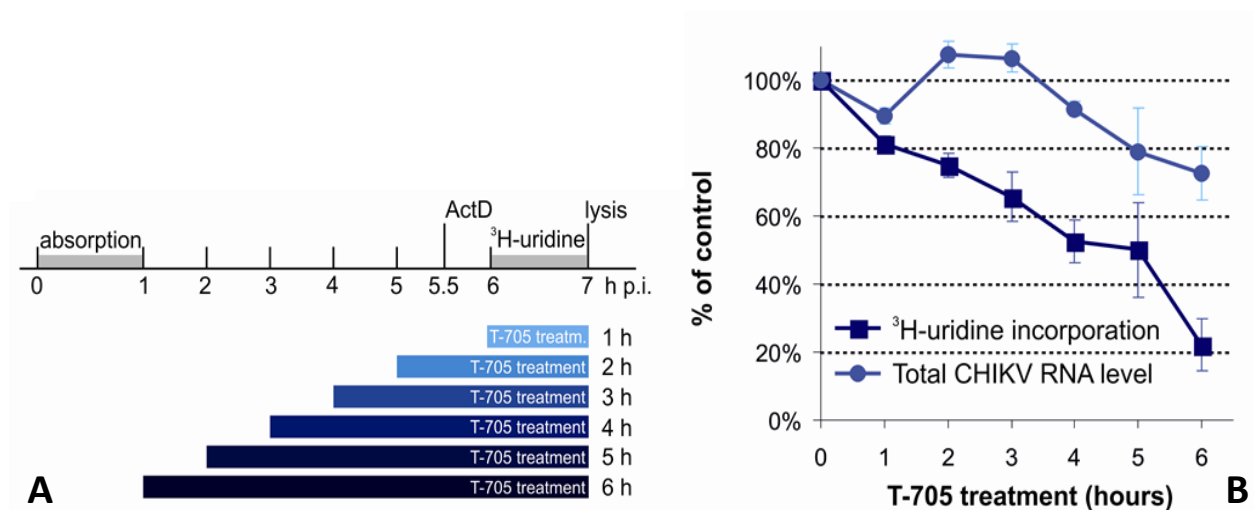 ActD
lysis
absorption
³H-uridine
0 1 2 3 4 5 5.5 6 7 h p.i.
T-705 treatm. 1 h
T-705 treatment 2 h
T-705 treatment 3 h
T-705 treatment 4 h
T-705 treatment 5 h
T-705 treatment 6 h
A
% of control
100%
80%
60%
40%
20%
0%
³H-uridine incorporation
Total CHIKV RNA level
0 1 2 3 4 5 6
T-705 treatment (hours)
B